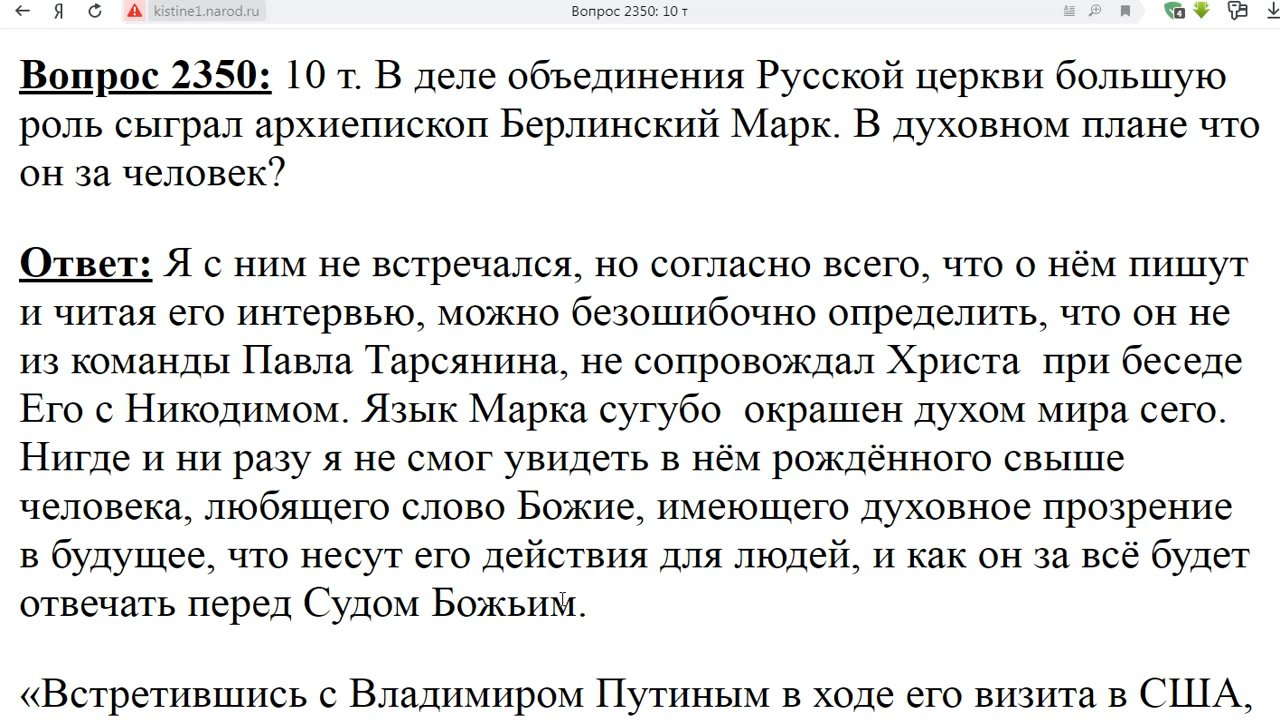 kistine1.narod.ru
Вопрос 2350: 10 т
4
Вопрос 2350: 10 т. В деле объединения Русской церкви большую
роль сыграл архиепископ Берлинский Марк. В духовном плане что
он за человек?
Ответ: Я с ним не встречался, но согласно всего, что о нём пишут
и читая его интервью, можно безошибочно определить, что он не
из команды Павла Тарсянина, не сопровождал Христа при беседе
Его с Никодимом. Язык Марка сугубо окрашен духом мира сего.
Нигде и ни разу я не смог увидеть в нём рождённого свыше
человека, любящего слово Божие, имеющего духовное прозрение
в будущее, что несут его действия для людей, и как он за всё будет
отвечать перед Судом Божьим.
«Встретившись с Владимиром Путиным в ходе его визита в США,